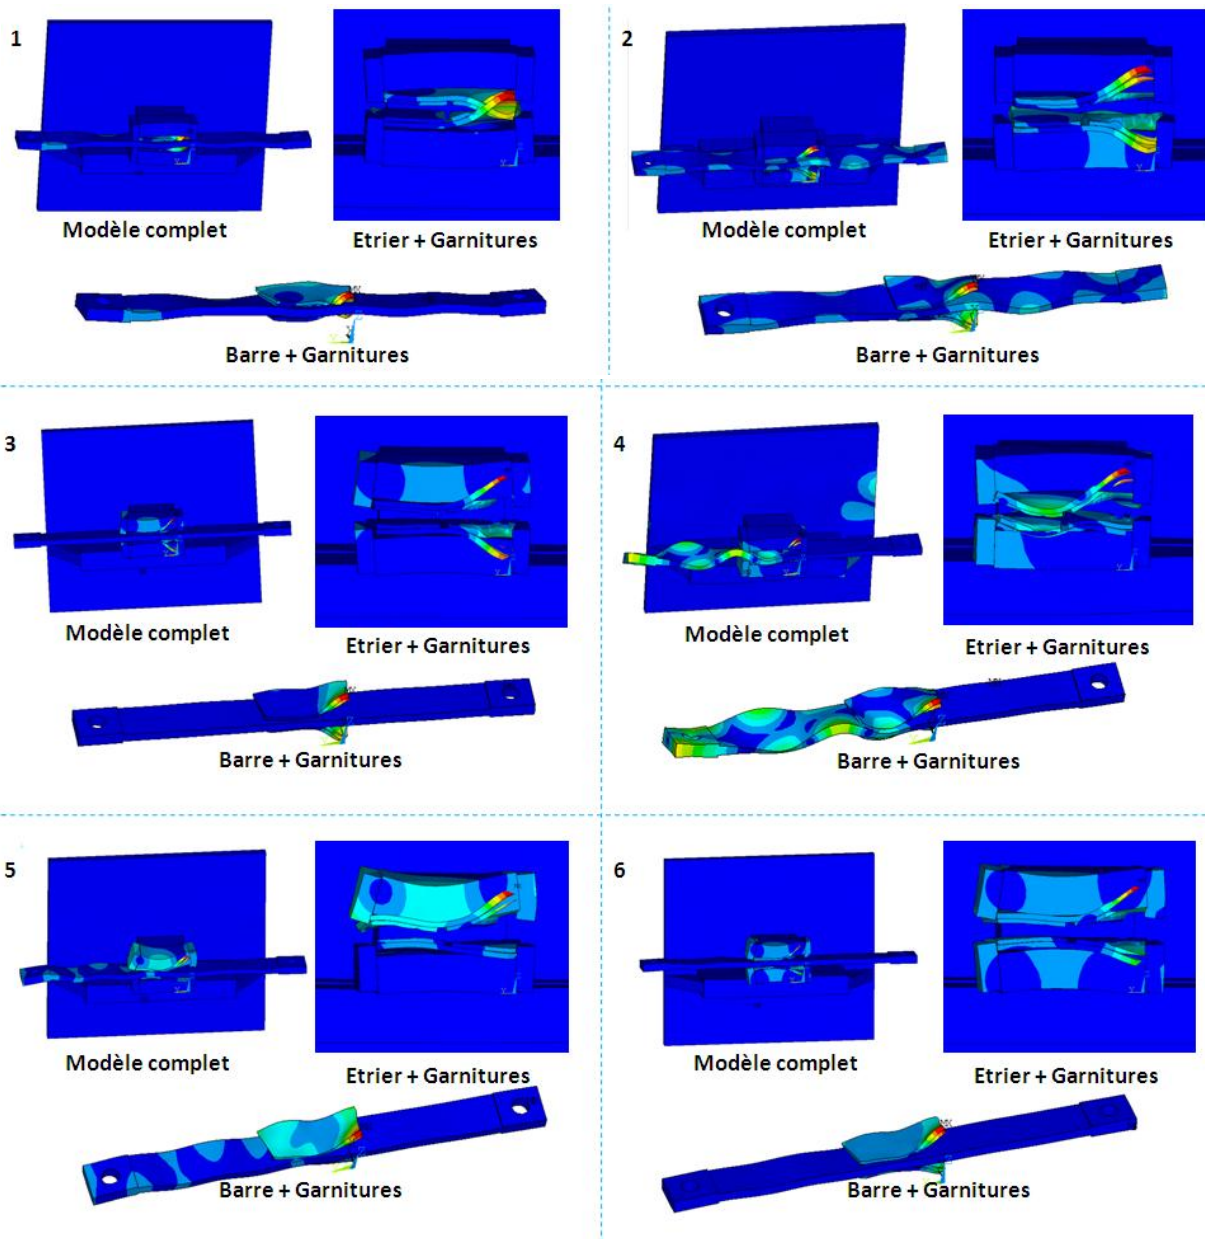 1
Modèle complet
Etrier + Garnitures
Barre + Garnitures
2
Modèle complet
Etrier + Garnitures
Barre + Garnitures
3
Modèle complet
Etrier + Garnitures
Barre + Garnitures
4
Modèle complet
Etrier + Garnitures
Barre + Garnitures
5
Modèle complet
Etrier + Garnitures
Barre + Garnitures
6
Modèle complet
Etrier + Garnitures
Barre + Garnitures